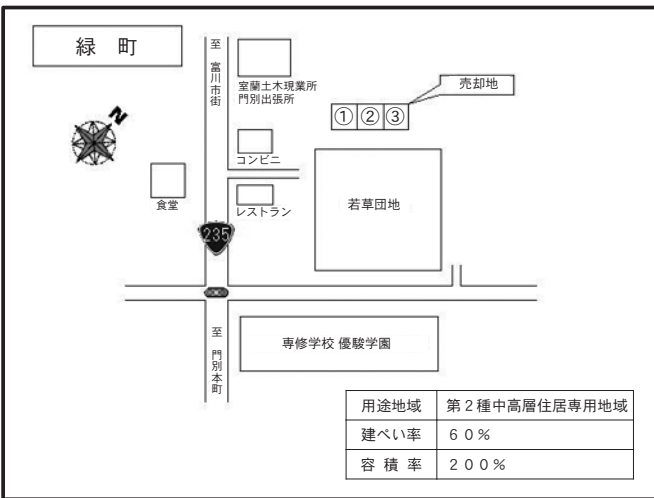 緑　町
至　富川市街
室蘭土木現業所
門別出張所
売却地
① ② ③
N
コンビニ
食堂
レストラン
若草団地
235
至　門別本町
専修学校 優駿学園
用途地域　第２種中高層住居専用地域
建ぺい率　６０％
容 積 率　２００％